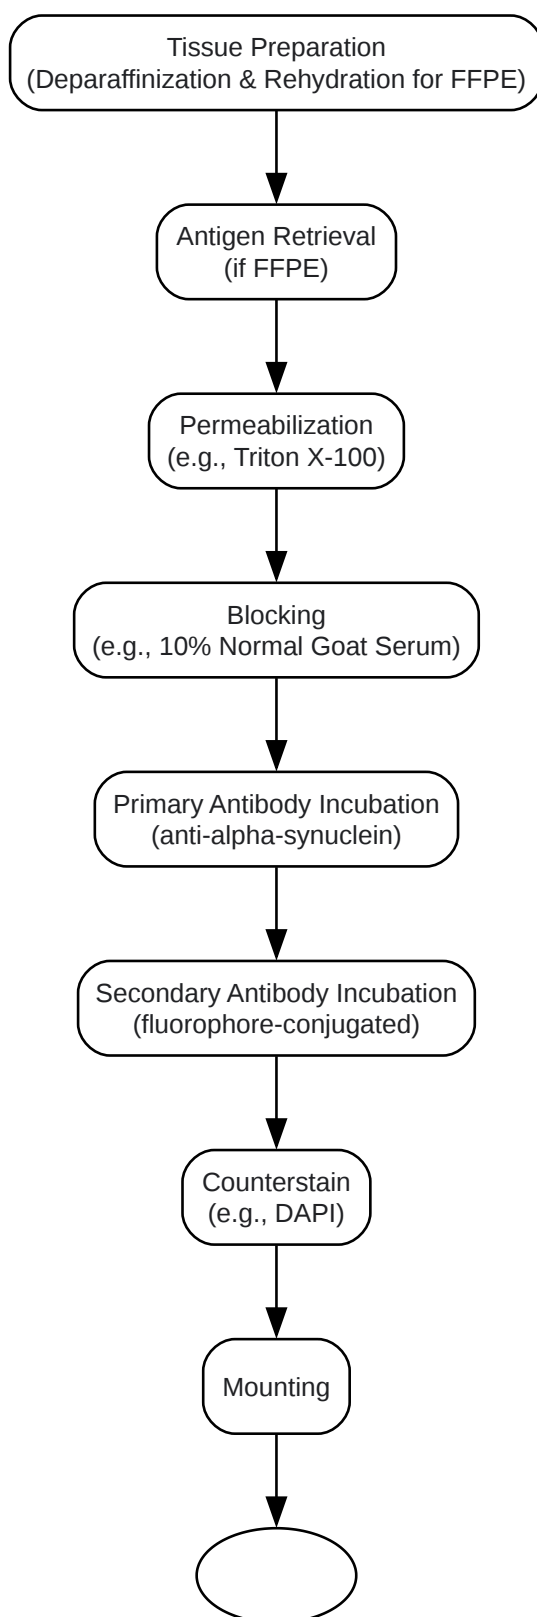 Tissue Preparation
(Deparaffinization & Rehydration for FFPE)
Antigen Retrieval
(if FFPE)
Permeabilization
(e.g., Triton X-100)
Blocking
(e.g., 10% Normal Goat Serum)
Primary Antibody Incubation
(anti-alpha-synuclein)
Secondary Antibody Incubation
(fluorophore-conjugated)
Counterstain
(e.g., DAPI)
Mounting